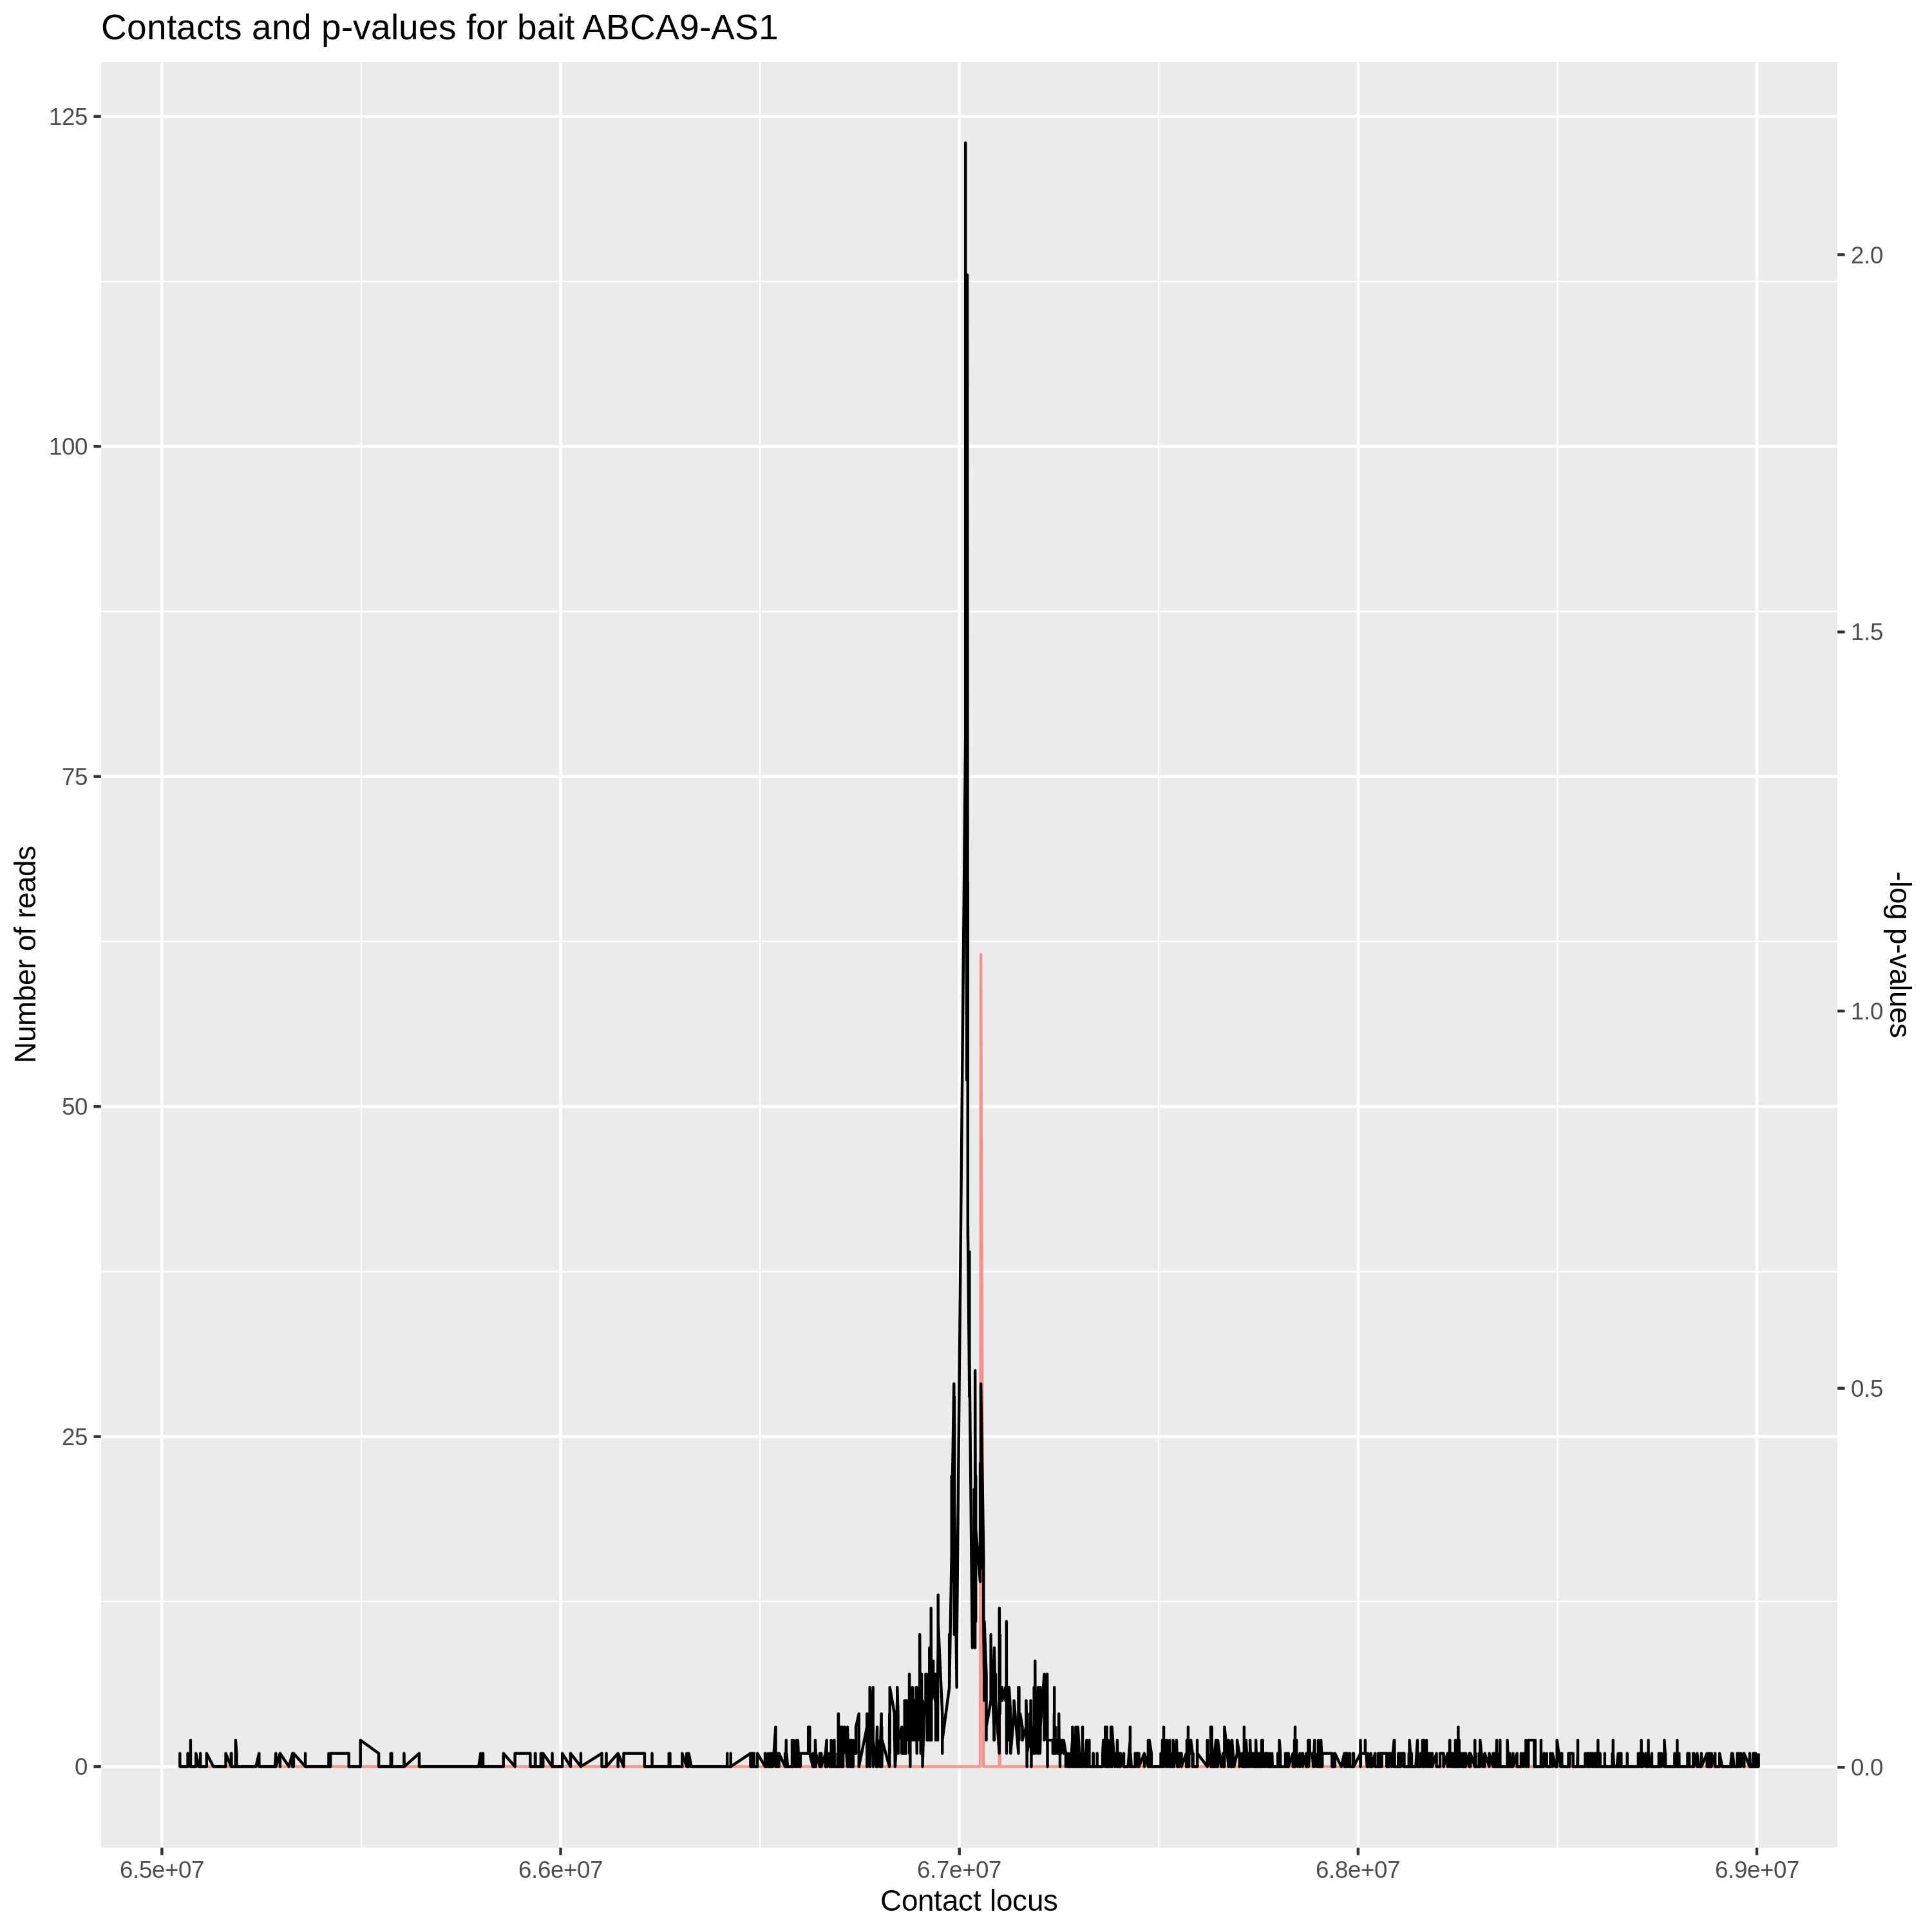 Contacts and p-values for bait ABCA9-AS1
125
100
75
50
25
0
Number of reads
2.0
1.5
1.0
0.5
0.0
-log p-values
6.5e+07 6.6e+07 6.7e+07 6.8e+07 6.9e+07
Contact locus